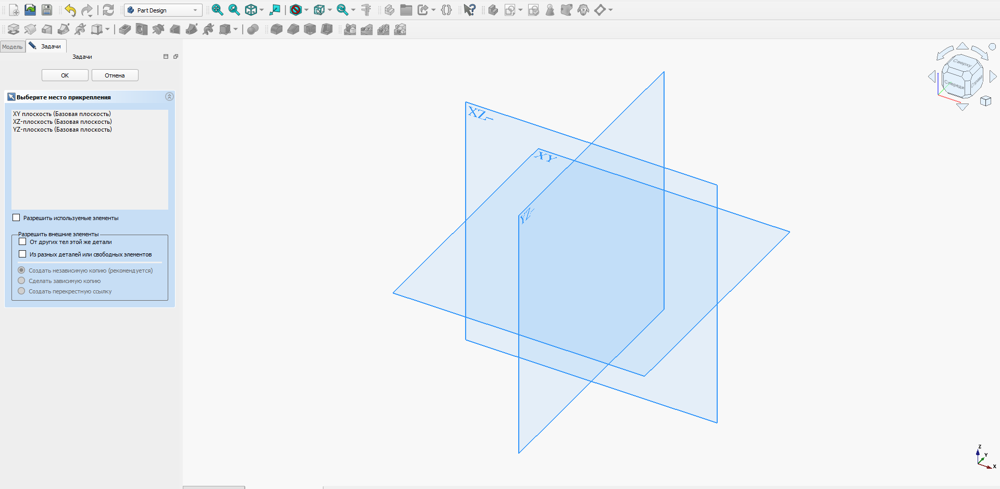 Part Design
Модель
Задачи
Задачи
OK
Отмена
Выберите место прикрепления
XY плоскость (Базовая плоскость)
XZ-плоскость (Базовая плоскость)
YZ-плоскость (Базовая плоскость)
Разрешить используемые элементы
Разрешить внешние элементы
От других тел этой же детали
Из разных деталей или свободных элементов
Создать независимую копию (рекомендуется)
Сделать зависимую копию
Создать перекрестную ссылку
XZ-
XY
YZ-
Сверху
Спереди
Справа
Z
Y
X